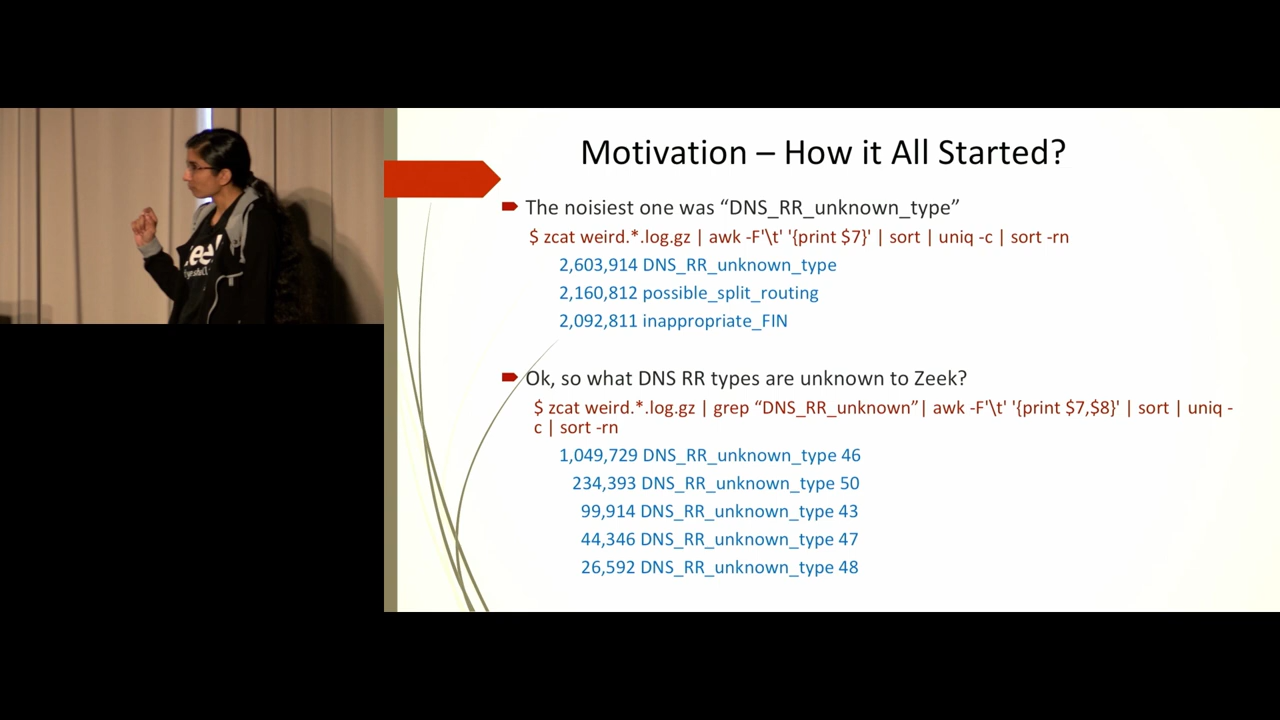 Motivation – How it All Started?
The noisiest one was “DNS_RR_unknown_type”
$ zcat weird.*.log.gz | awk -F'\t' '{print $7}' | sort | uniq -c | sort -rn
2,603,914 DNS_RR_unknown_type
2,160,812 possible_split_routing
2,092,811 inappropriate_FIN
Ok, so what DNS RR types are unknown to Zeek?
$ zcat weird.*.log.gz | grep “DNS_RR_unknown”| awk -F'\t' '{print $7,$8}' | sort | uniq -
c | sort -rn
1,049,729 DNS_RR_unknown_type 46
234,393 DNS_RR_unknown_type 50
99,914 DNS_RR_unknown_type 43
44,346 DNS_RR_unknown_type 47
26,592 DNS_RR_unknown_type 48